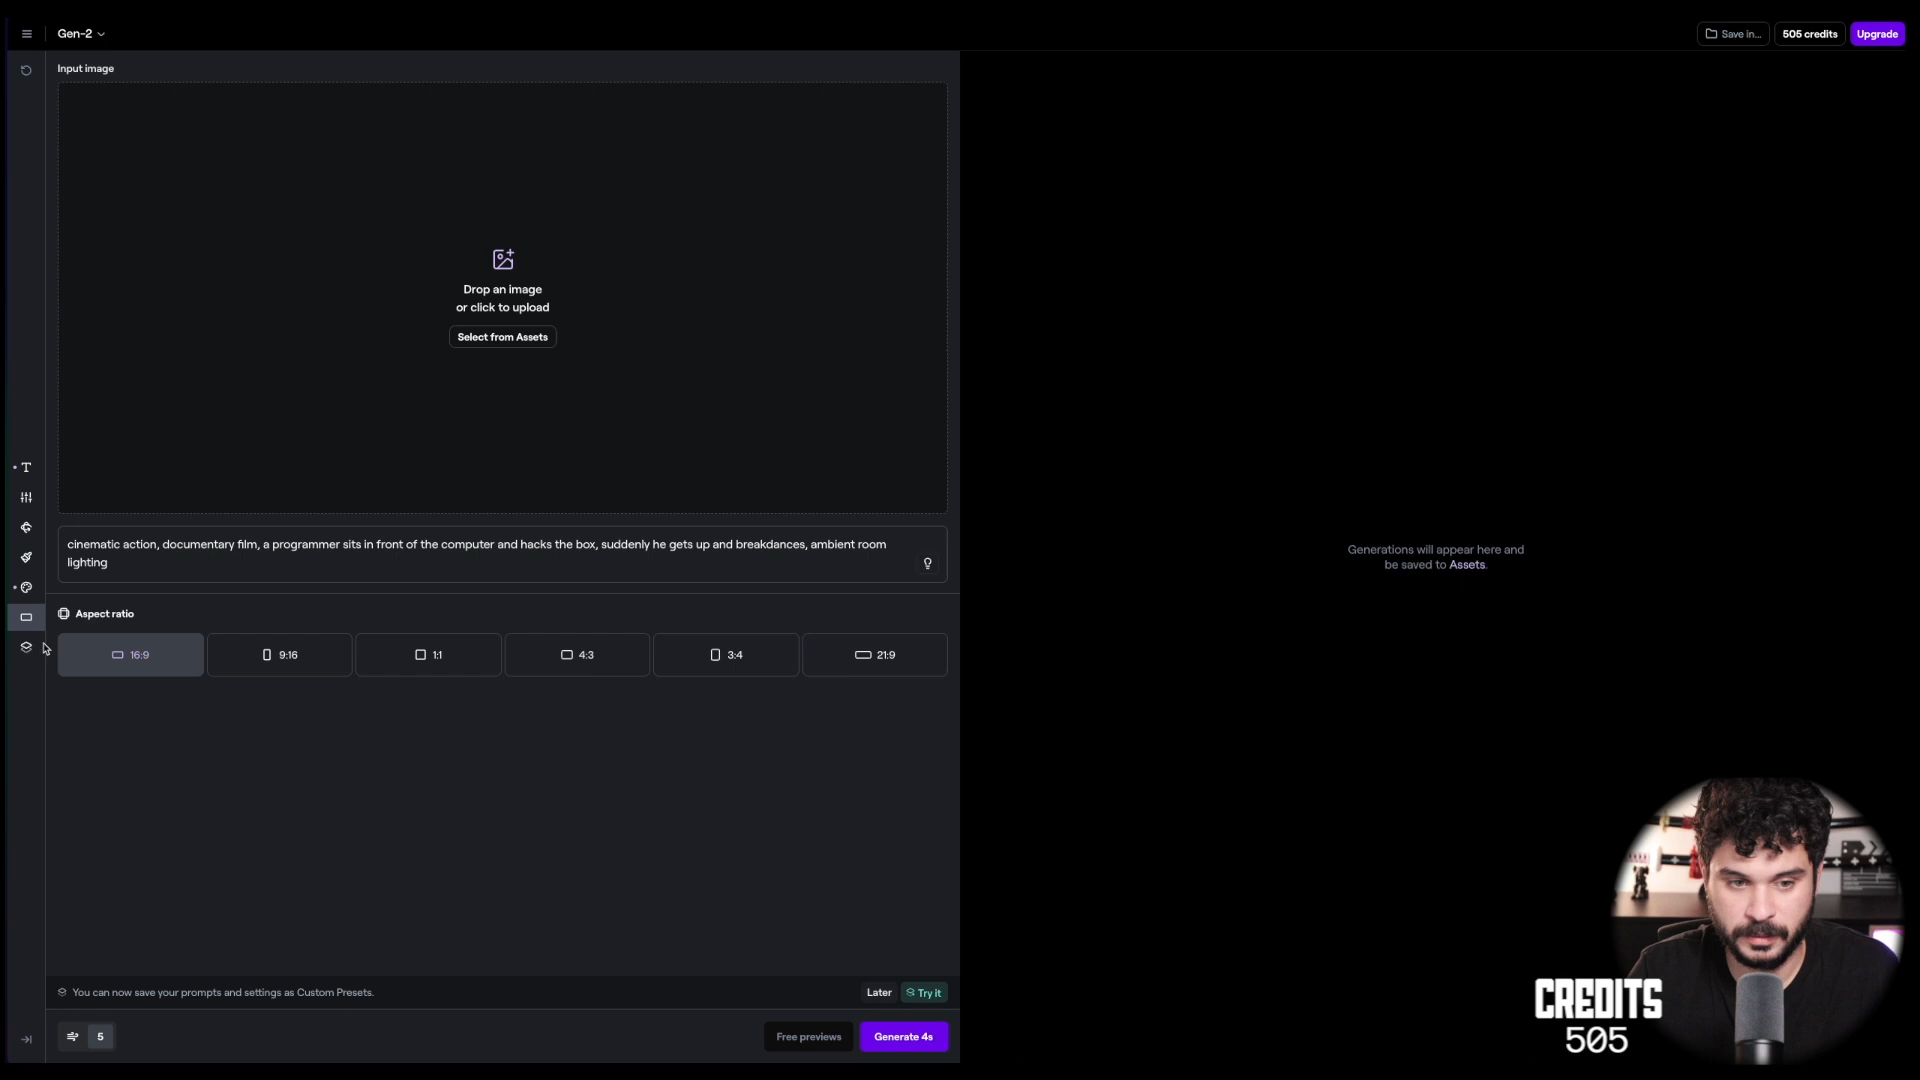 Gen-2
Save in...
505 credits
Upgrade
Input image
Drop an image
or click to upload
Select from Assets
T
cinematic action, documentary film, a programmer sits in front of the computer and hacks the box, suddenly he gets up and breakdances, ambient room
lighting
Generations will appear here and
be saved to Assets.
Aspect ratio
16:9
9:16
1:1
4:3
3:4
21:9
You can now save your prompts and settings as Custom Presets.
Later
Try it
5
Free previews
Generate 4s
CREDITS
505